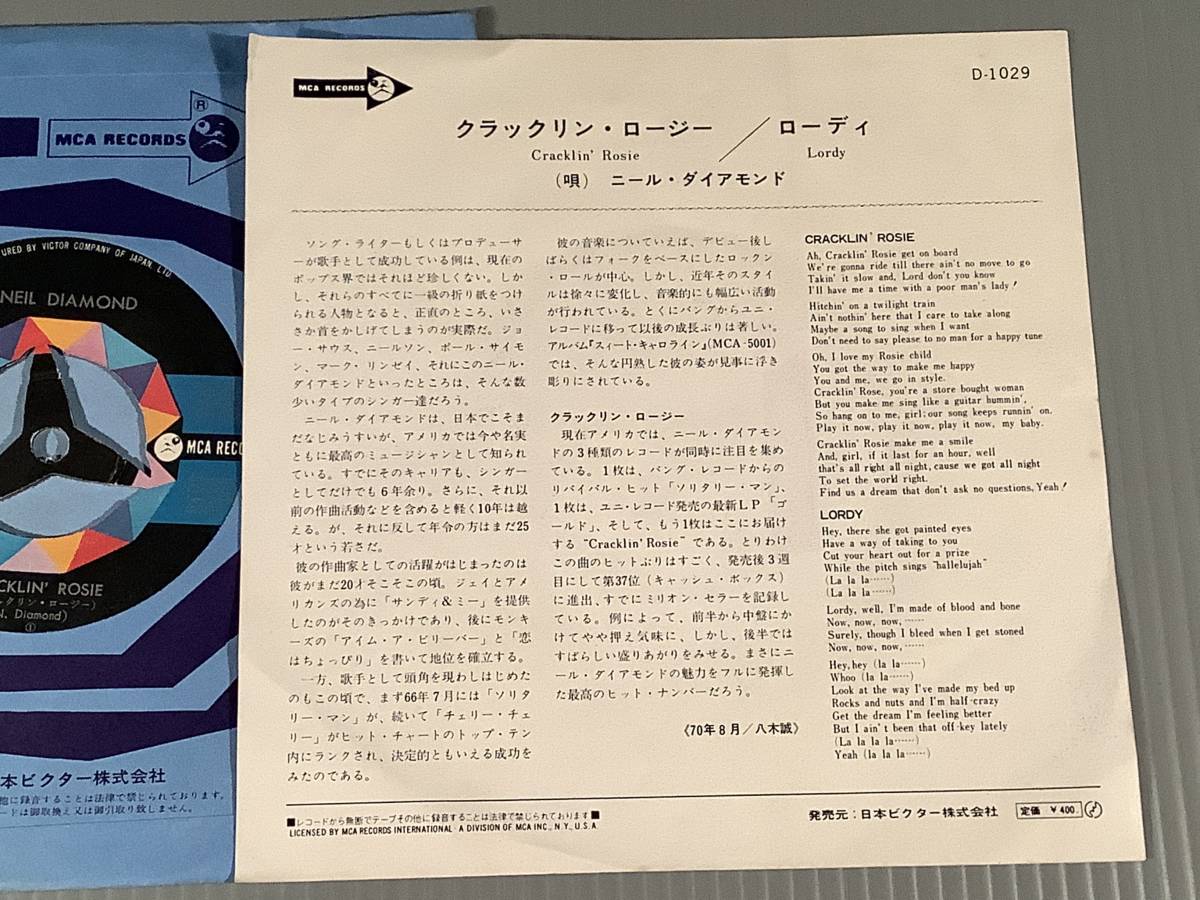 MCA RECORDS
®
URED BY VICTOR COMPANY OF JAPAN, LTD
NEIL DIAMOND
MCA REC
CKLIN' ROSIE
クリン・ロージー)
N. Diamond)
①
本ビクター株式会社
他に録音することは法律で禁じられております。
ードは御取換え又は御引取り致しません。
MCA RECORDS
D-1029
クラックリン・ロージー／ローディ
Cracklin' Rosie
Lordy
(唄) ニール・ダイアモンド
ソング・ライターもしくはプロデューサ
ーが歌手として成功している例は、現在の
ポップス界ではそれほど珍しくない。しか
し、それらのすべてに一級の折り紙をつけ
られる人物となると、正直のところ、いさ
さか首をかしげてしまうのが実際だ。ジョ
ー・サウス、ニールソン、ポール・サイモ
ン、マーク・リンゼイ、それにこのニール・
ダイアモンドといったところは、そんな数
少いタイプのシンガー達だろう。
ニール・ダイアモンドは、日本でこそま
だなじみうすいが、アメリカでは今や名実
ともに最高のミュージシャンとして知られ
ている。すでにそのキャリアも、シンガー
としてだけでも6年余り。さらに、それ以
前の作曲活動などを含めると軽く10年は越
える。が、それに反して年令の方はまだ25
才という若さだ。
彼の作曲家としての活躍がはじまったのは
彼がまだ20才そこそこの頃。ジェイとアメ
リカンズの為に「サンディ&ミー」を提供
したのがそのきっかけであり、後にモンキ
ーズの「アイム・ア・ビリーバー」と「恋
はちょっぴり」を書いて地位を確立する。
一方、歌手として頭角を現わしはじめた
のもこの頃で、まず66年7月には「ソリタ
リー・マン」が、続いて「チェリー・チェ
リー」がヒット・チャートのトップ・テン
内にランクされ、決定的ともいえる成功を
みたのである。
彼の音楽についていえば、デビュー後し
ばらくはフォークをベースにしたロックン
・ロールが中心。しかし、近年そのスタイ
ルは徐々に変化し、音楽的にも幅広い活動
が行われている。とくにバングからユニ・
レコードに移って以後の成長ぶりは著しい。
アルバム『スィート・キャロライン』(MCA-5001)
では、そんな円熟した彼の姿が見事に浮き
彫りにされている。
クラックリン・ロージー
現在アメリカでは、ニール・ダイアモン
ドの3種類のレコードが同時に注目を集め
ている。1枚は、バング・レコードからの
リバイバル・ヒット「ソリタリー・マン」、
1枚は、ユニ・レコード発売の最新LP「ゴ
ールド」、そして、もう1枚はここにお届け
する "Cracklin' Rosie" である。とりわけ
この曲のヒットぶりはすごく、発売後3週
目にして第37位(キャッシュ・ボックス)
に進出、すでにミリオン・セラーを記録し
ている。例によって、前半から中盤にか
けてやや押え気味に、しかし、後半では
すばらしい盛りあがりをみせる。まさにニ
ール・ダイアモンドの魅力をフルに発揮し
た最高のヒット・ナンバーだろう。
《70年8月／八木誠》
CRACKLIN' ROSIE
Ah, Cracklin' Rosie get on board
We're gonna ride till there ain't no move to go
Takin' it slow and, Lord don't you know
I'll have me a time with a poor man's lady!
Hitchin' on a twilight train
Ain't nothin' here that I care to take along
Maybe a song to sing when I want
Don't need to say please to no man for a happy tune
Oh, I love my Rosie child
You got the way to make me happy
You and me, we go in style.
Cracklin' Rose, you're a store bought woman
But you make me sing like a guitar hummin',
So hang on to me, girl; our song keeps runnin' on.
Play it now, play it now, play it now, my baby.
Cracklin' Rosie make me a smile
And, girl, if it last for an hour, well
that's all right all night, cause we got all night
To set the world right.
Find us a dream that don't ask no questions, Yeah!
LORDY
Hey, there she got painted eyes
Have a way of taking to you
Cut your heart out for a prize
While the pitch sings "hallelujah"
(La la la……)
(La la la……)
Lordy, well, I'm made of blood and bone
Now, now, now, ……
Surely, though I bleed when I get stoned
Now, now, now, ……
Hey, hey (la la……)
Whoo (la la……)
Look at the way I've made my bed up
Rocks and nuts and I'm half-crazy
Get the dream I'm feeling better
But I ain't been that off-key lately
(La la la la……)
Yeah (la la la……)
■レコードから無断でテープその他に録音することは法律で禁じられております■
LICENSED BY MCA RECORDS INTERNATIONAL・A DIVISION OF MCA INC., N.Y., U.S.A.
発売元:日本ビクター株式会社
定価 ¥400.